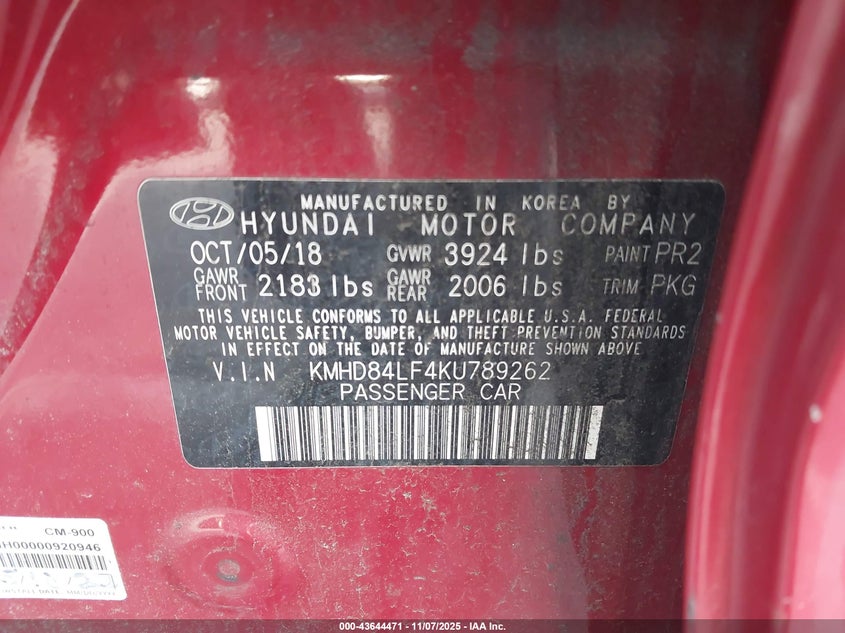 MANUFACTURED IN KOREA BY
HYUNDAI MOTOR COMPANY
OCT/05/18 GVWR 3924 lbs PAINT PR2
GAWR FRONT 2183 lbs GAWR REAR 2006 lbs TRIM PKG
THIS VEHICLE CONFORMS TO ALL APPLICABLE U.S.A. FEDERAL
MOTOR VEHICLE SAFETY, BUMPER, AND THEFT PREVENTION STANDARDS
IN EFFECT ON THE DATE OF MANUFACTURE SHOWN ABOVE
V.I.N KMHD84LF4KU789262
PASSENGER CAR
CM-900
H00000920946
INSTALL DATE
000-43644471 - 11/07/2025 - IAA Inc.